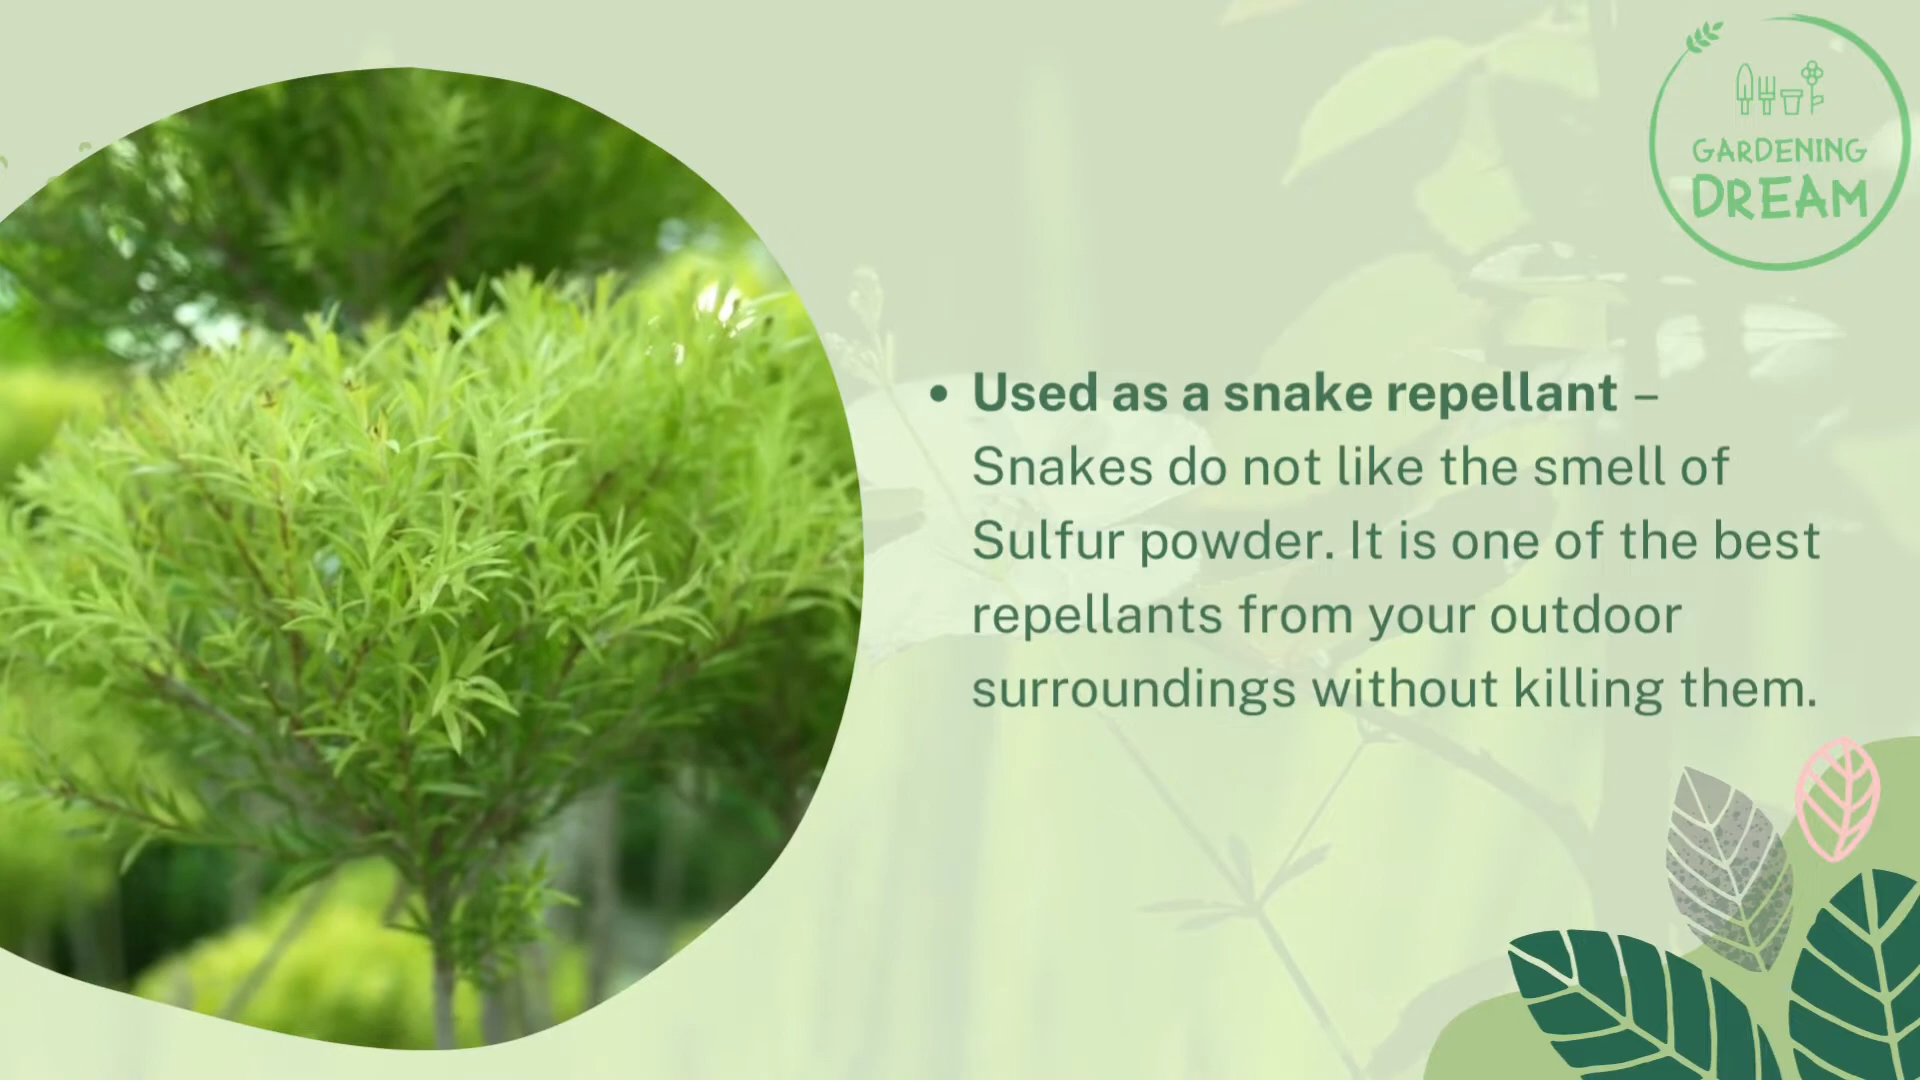 GARDENING
DREAM
• Used as a snake repellant –
Snakes do not like the smell of
Sulfur powder. It is one of the best
repellants from your outdoor
surroundings without killing them.